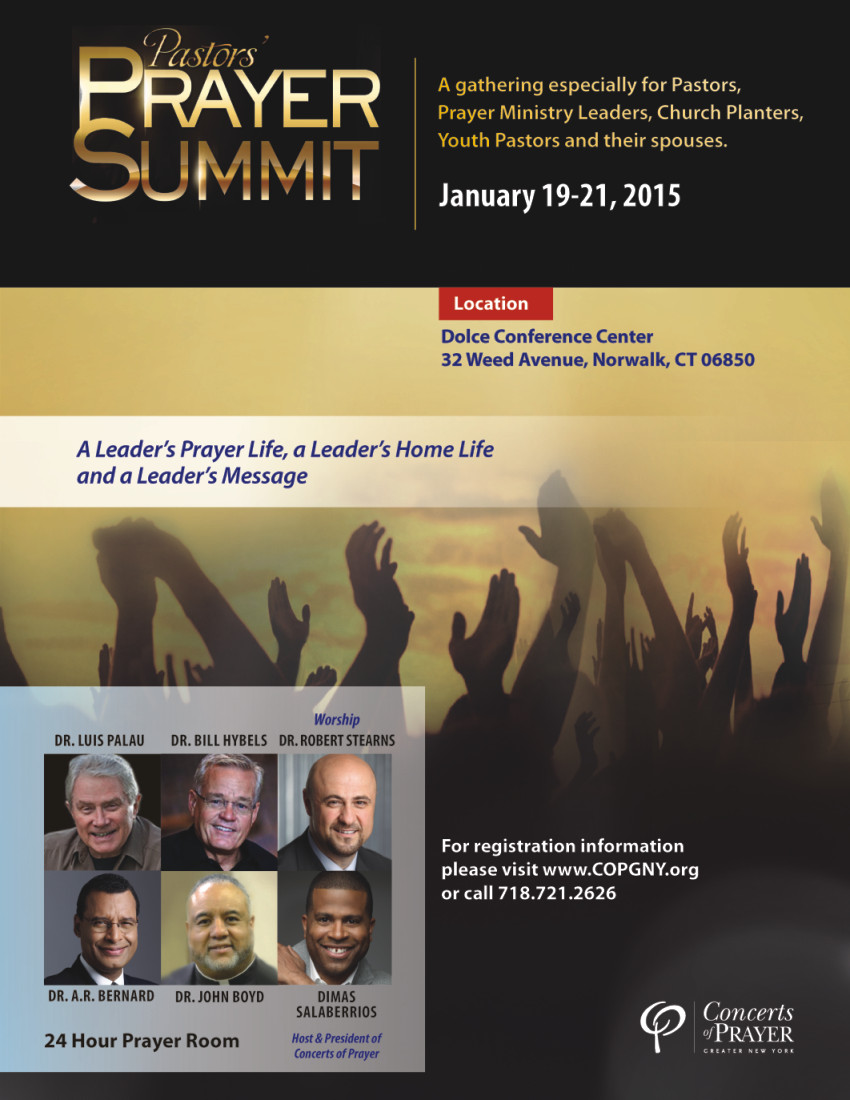 Pastors'
PRAYER
SUMMIT
A gathering especially for Pastors,
Prayer Ministry Leaders, Church Planters,
Youth Pastors and their spouses.
January 19-21, 2015
Location
Dolce Conference Center
32 Weed Avenue, Norwalk, CT 06850
A Leader's Prayer Life, a Leader's Home Life
and a Leader's Message
Worship
DR. LUIS PALAU DR. BILL HYBELS DR. ROBERT STEARNS
DR. A.R. BERNARD DR. JOHN BOYD DIMAS
SALABERRIOS
24 Hour Prayer Room
Host & President of
Concerts of Prayer
For registration information
please visit www.COPGNY.org
or call 718.721.2626
Concerts
of PRAYER
GREATER NEW YORK